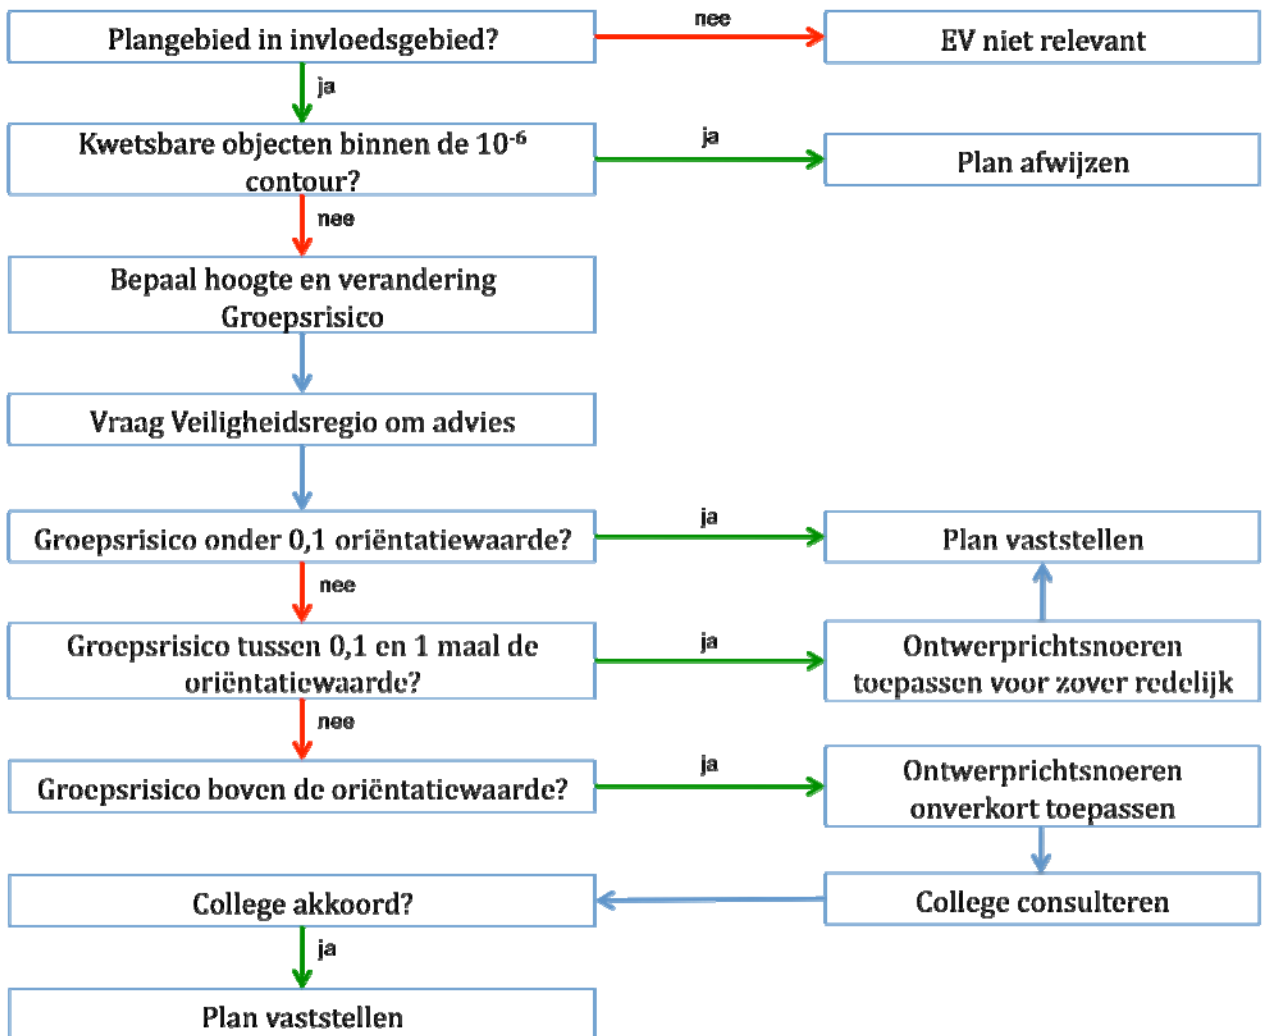 Plangebied in invloedsgebied?
nee
EV niet relevant
ja
Kwetsbare objecten binnen de 10⁻⁶
contour?
ja
Plan afwijzen
nee
Bepaal hoogte en verandering
Groepsrisico
Vraag Veiligheidsregio om advies
Groepsrisico onder 0,1 oriëntatiewaarde?
ja
Plan vaststellen
nee
Groepsrisico tussen 0,1 en 1 maal de
oriëntatiewaarde?
ja
Ontwerprichtsnoeren
toepassen voor zover redelijk
nee
Groepsrisico boven de oriëntatiewaarde?
ja
Ontwerprichtsnoeren
onverkort toepassen
College akkoord?
College consulteren
ja
Plan vaststellen